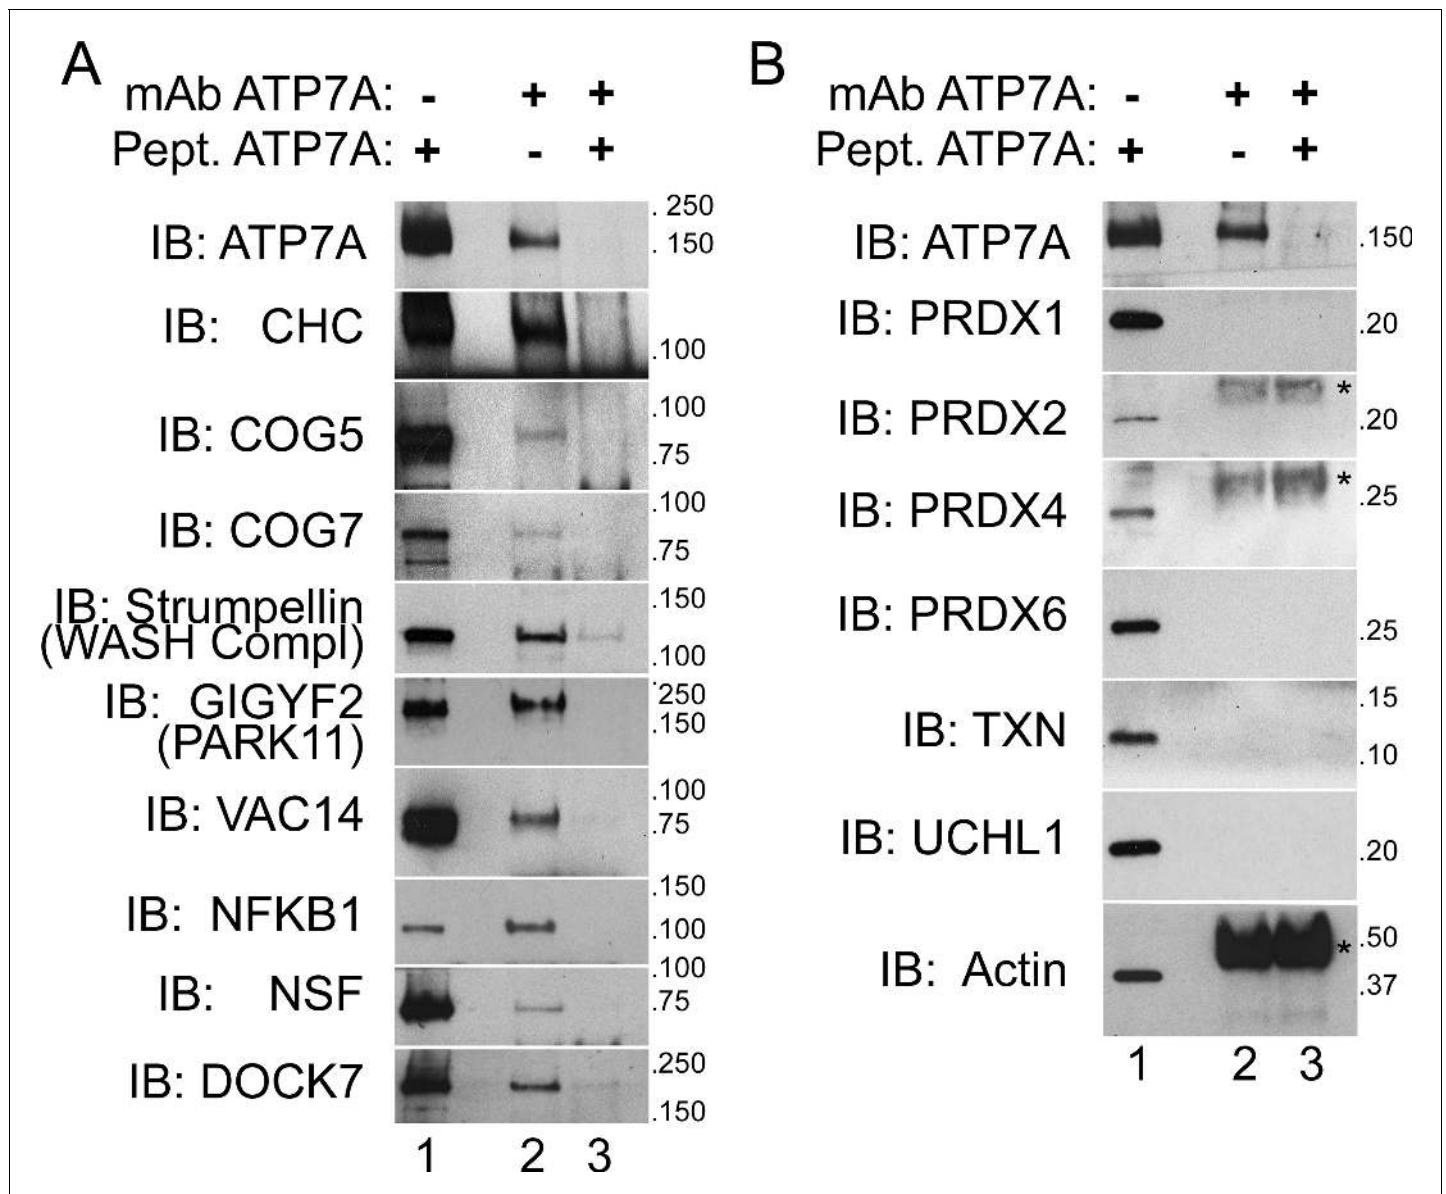 A
mAb ATP7A: - + +
Pept. ATP7A: + - +
IB: ATP7A
. 250
. 150
IB: CHC
.100
IB: COG5
.100
.75
IB: COG7
.100
.75
IB: Strumpellin
(WASH Compl)
.150
.100
IB: GIGYF2
(PARK11)
.250
.150
IB: VAC14
.100
.75
IB: NFKB1
.150
.100
IB: NSF
.100
.75
IB: DOCK7
.250
.150
1 2 3
B
mAb ATP7A: - + +
Pept. ATP7A: + - +
IB: ATP7A
.150
IB: PRDX1
.20
IB: PRDX2
*
.20
IB: PRDX4
*
.25
IB: PRDX6
.25
IB: TXN
.15
.10
IB: UCHL1
.20
IB: Actin
*
.50
.37
1 2 3